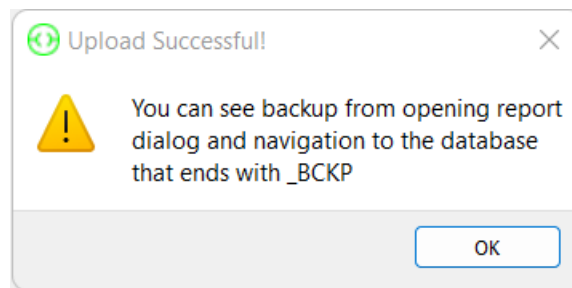 Upload Successful!
You can see backup from opening report
dialog and navigation to the database
that ends with _BCKP
OK